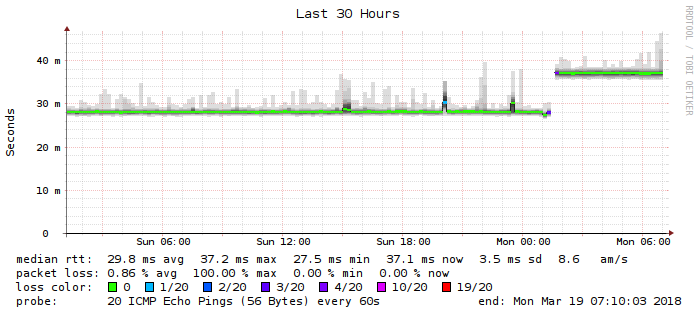 Last 30 Hours
RRDTOOL / TOBI OETIKER
Seconds
40 m
30 m
20 m
10 m
0
Sun 06:00 Sun 12:00 Sun 18:00 Mon 00:00 Mon 06:00
median rtt: 29.8 ms avg 37.2 ms max 27.5 ms min 37.1 ms now 3.5 ms sd 8.6 am/s
packet loss: 0.86 % avg 100.00 % max 0.00 % min 0.00 % now
loss color: 0 1/20 2/20 3/20 4/20 10/20 19/20
probe: 20 ICMP Echo Pings (56 Bytes) every 60s end: Mon Mar 19 07:10:03 2018